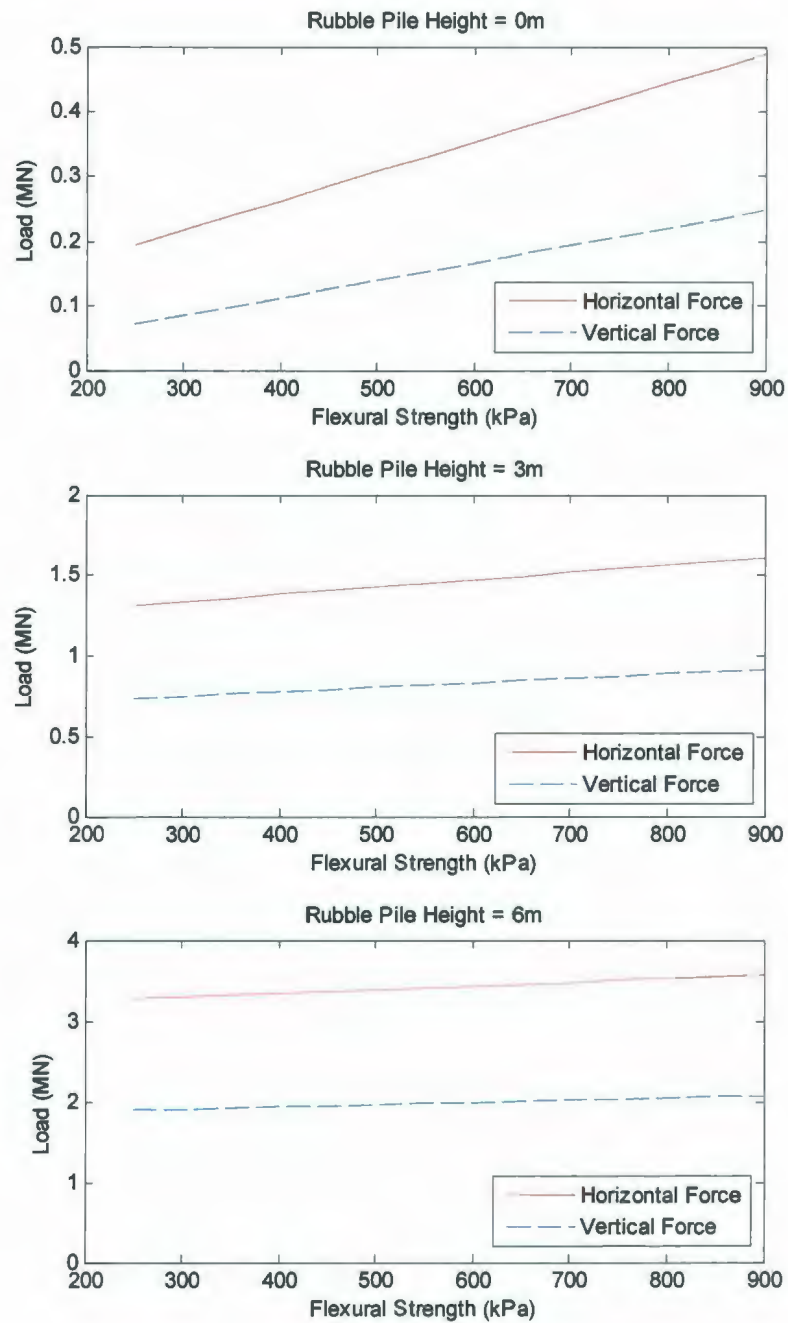 Rubble Pile Height = 0m
0.5
0.4
0.3
0.2
0.1
0
Load (MN)
Horizontal Force
Vertical Force
200 300 400 500 600 700 800 900
Flexural Strength (kPa)
Rubble Pile Height = 3m
2
1.5
1
0.5
0
Load (MN)
Horizontal Force
Vertical Force
200 300 400 500 600 700 800 900
Flexural Strength (kPa)
Rubble Pile Height = 6m
4
3
2
1
0
Load (MN)
Horizontal Force
Vertical Force
200 300 400 500 600 700 800 900
Flexural Strength (kPa)